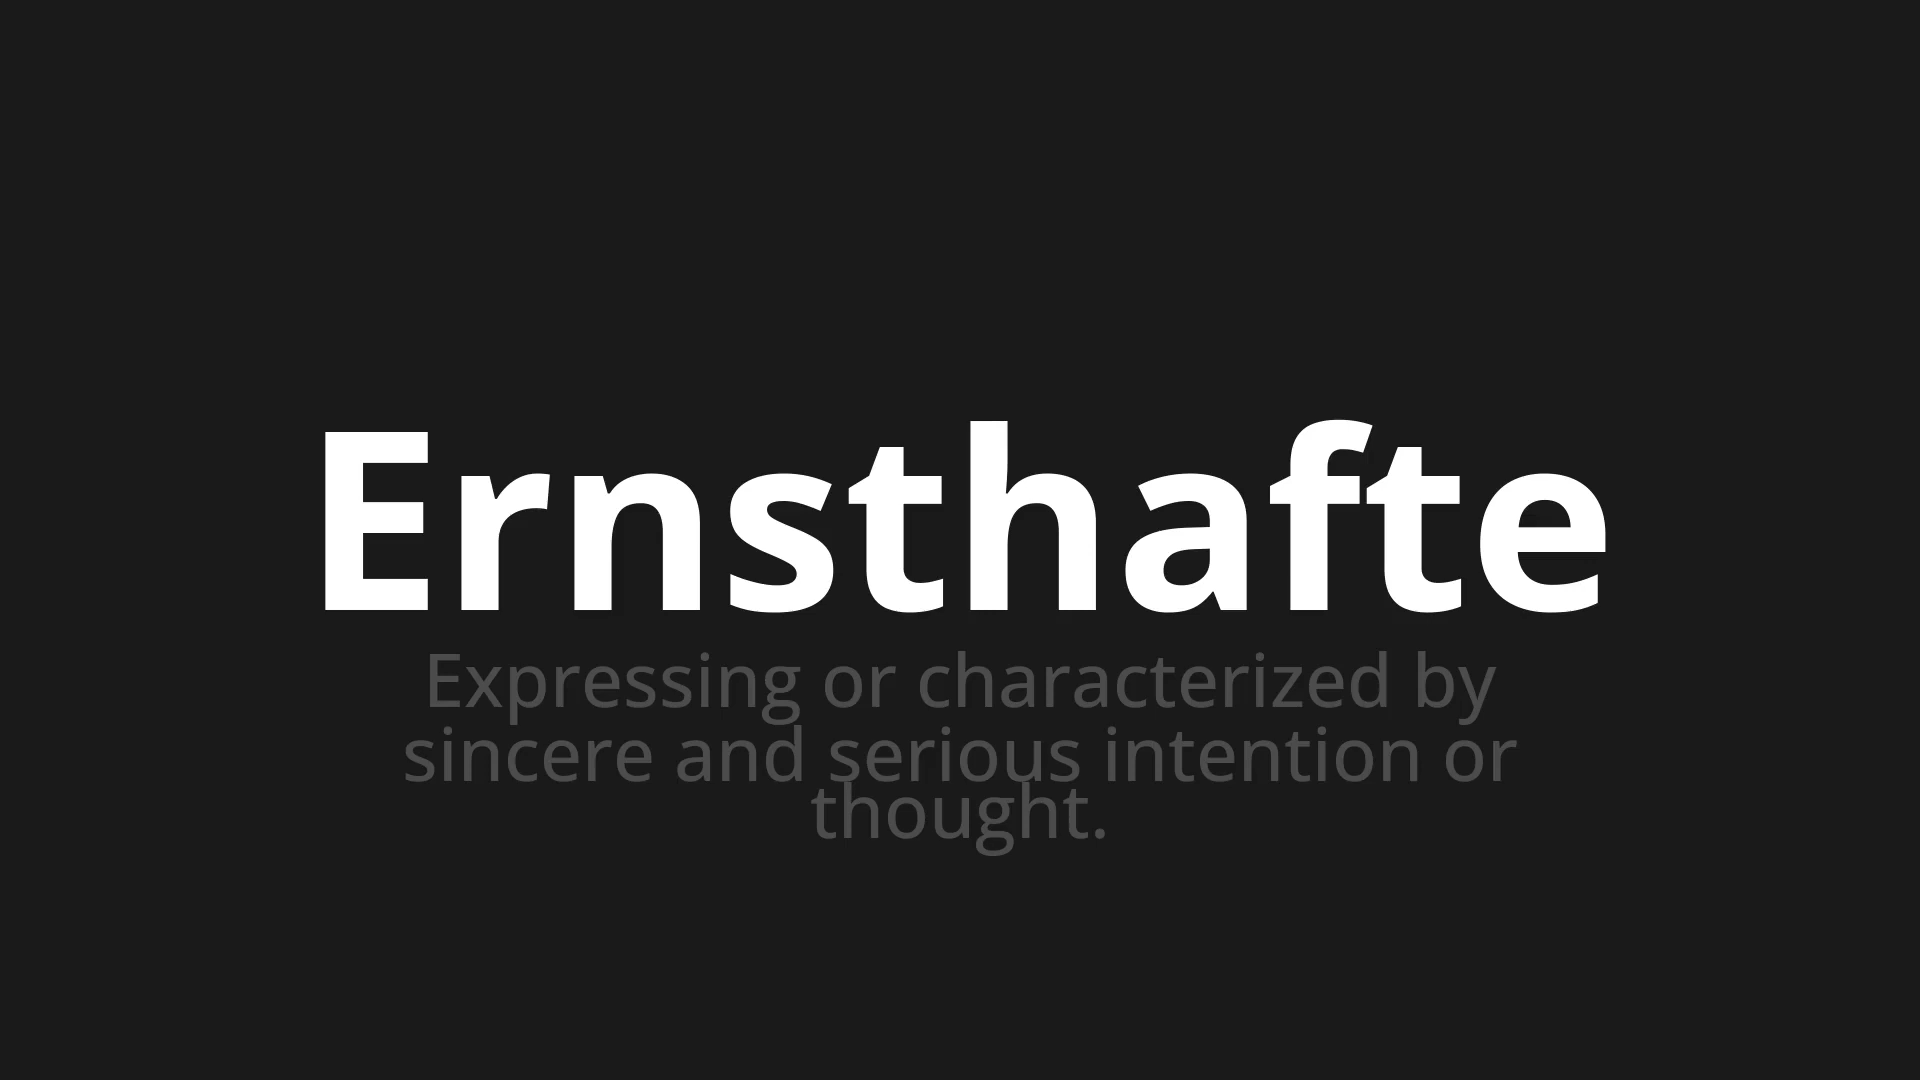 Ernsthafte
Expressing or characterized by
sincere and serious intention or
thought.